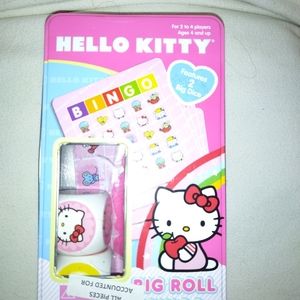 For 2 to 4 players
Ages 4 and up
HELLO KITTY
Features
2
Big Dice
BINGO
BIG ROLL
ALL PIECES
ACCOUNTED FOR